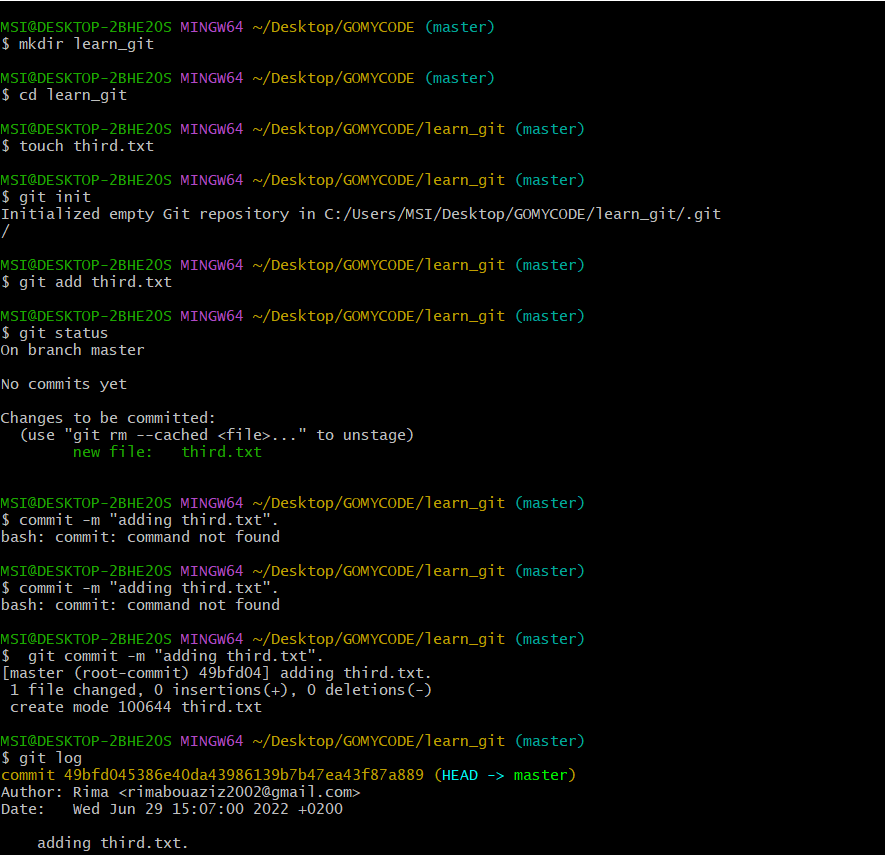 MSI@DESKTOP-2BHE2OS MINGW64 ~/Desktop/GOMYCODE (master)
$ mkdir learn_git
MSI@DESKTOP-2BHE2OS MINGW64 ~/Desktop/GOMYCODE (master)
$ cd learn_git
MSI@DESKTOP-2BHE2OS MINGW64 ~/Desktop/GOMYCODE/learn_git (master)
$ touch third.txt
MSI@DESKTOP-2BHE2OS MINGW64 ~/Desktop/GOMYCODE/learn_git (master)
$ git init
Initialized empty Git repository in C:/Users/MSI/Desktop/GOMYCODE/learn_git/.git
/
MSI@DESKTOP-2BHE2OS MINGW64 ~/Desktop/GOMYCODE/learn_git (master)
$ git add third.txt
MSI@DESKTOP-2BHE2OS MINGW64 ~/Desktop/GOMYCODE/learn_git (master)
$ git status
On branch master
No commits yet
Changes to be committed:
  (use "git rm --cached <file>..." to unstage)
        new file:   third.txt
MSI@DESKTOP-2BHE2OS MINGW64 ~/Desktop/GOMYCODE/learn_git (master)
$ commit -m "adding third.txt".
bash: commit: command not found
MSI@DESKTOP-2BHE2OS MINGW64 ~/Desktop/GOMYCODE/learn_git (master)
$ commit -m "adding third.txt".
bash: commit: command not found
MSI@DESKTOP-2BHE2OS MINGW64 ~/Desktop/GOMYCODE/learn_git (master)
$  git commit -m "adding third.txt".
[master (root-commit) 49bfd04] adding third.txt.
 1 file changed, 0 insertions(+), 0 deletions(-)
 create mode 100644 third.txt
MSI@DESKTOP-2BHE2OS MINGW64 ~/Desktop/GOMYCODE/learn_git (master)
$ git log
commit 49bfd045386e40da43986139b7b47ea43f87a889 (HEAD -> master)
Author: Rima <rimabouaziz2002@gmail.com>
Date:   Wed Jun 29 15:07:00 2022 +0200
    adding third.txt.